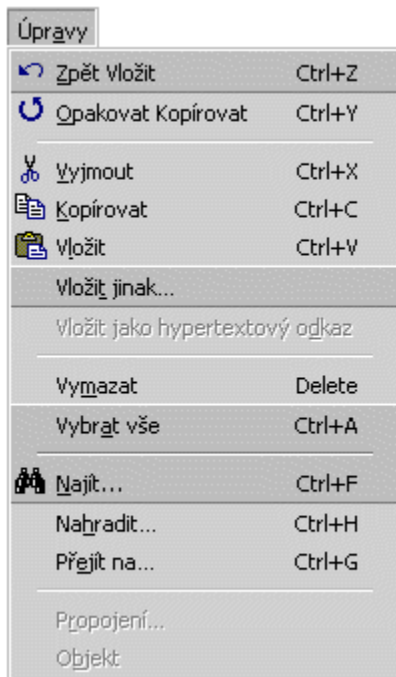 Úpravy
Zpět Vložit Ctrl+Z
Opakovat Kopírovat Ctrl+Y
Vyjmout Ctrl+X
Kopírovat Ctrl+C
Vložit Ctrl+V
Vložit jinak...
Vložit jako hypertextový odkaz
Vymazat Delete
Vybrat vše Ctrl+A
Najít... Ctrl+F
Nahradit... Ctrl+H
Přejít na... Ctrl+G
Propojení...
Objekt